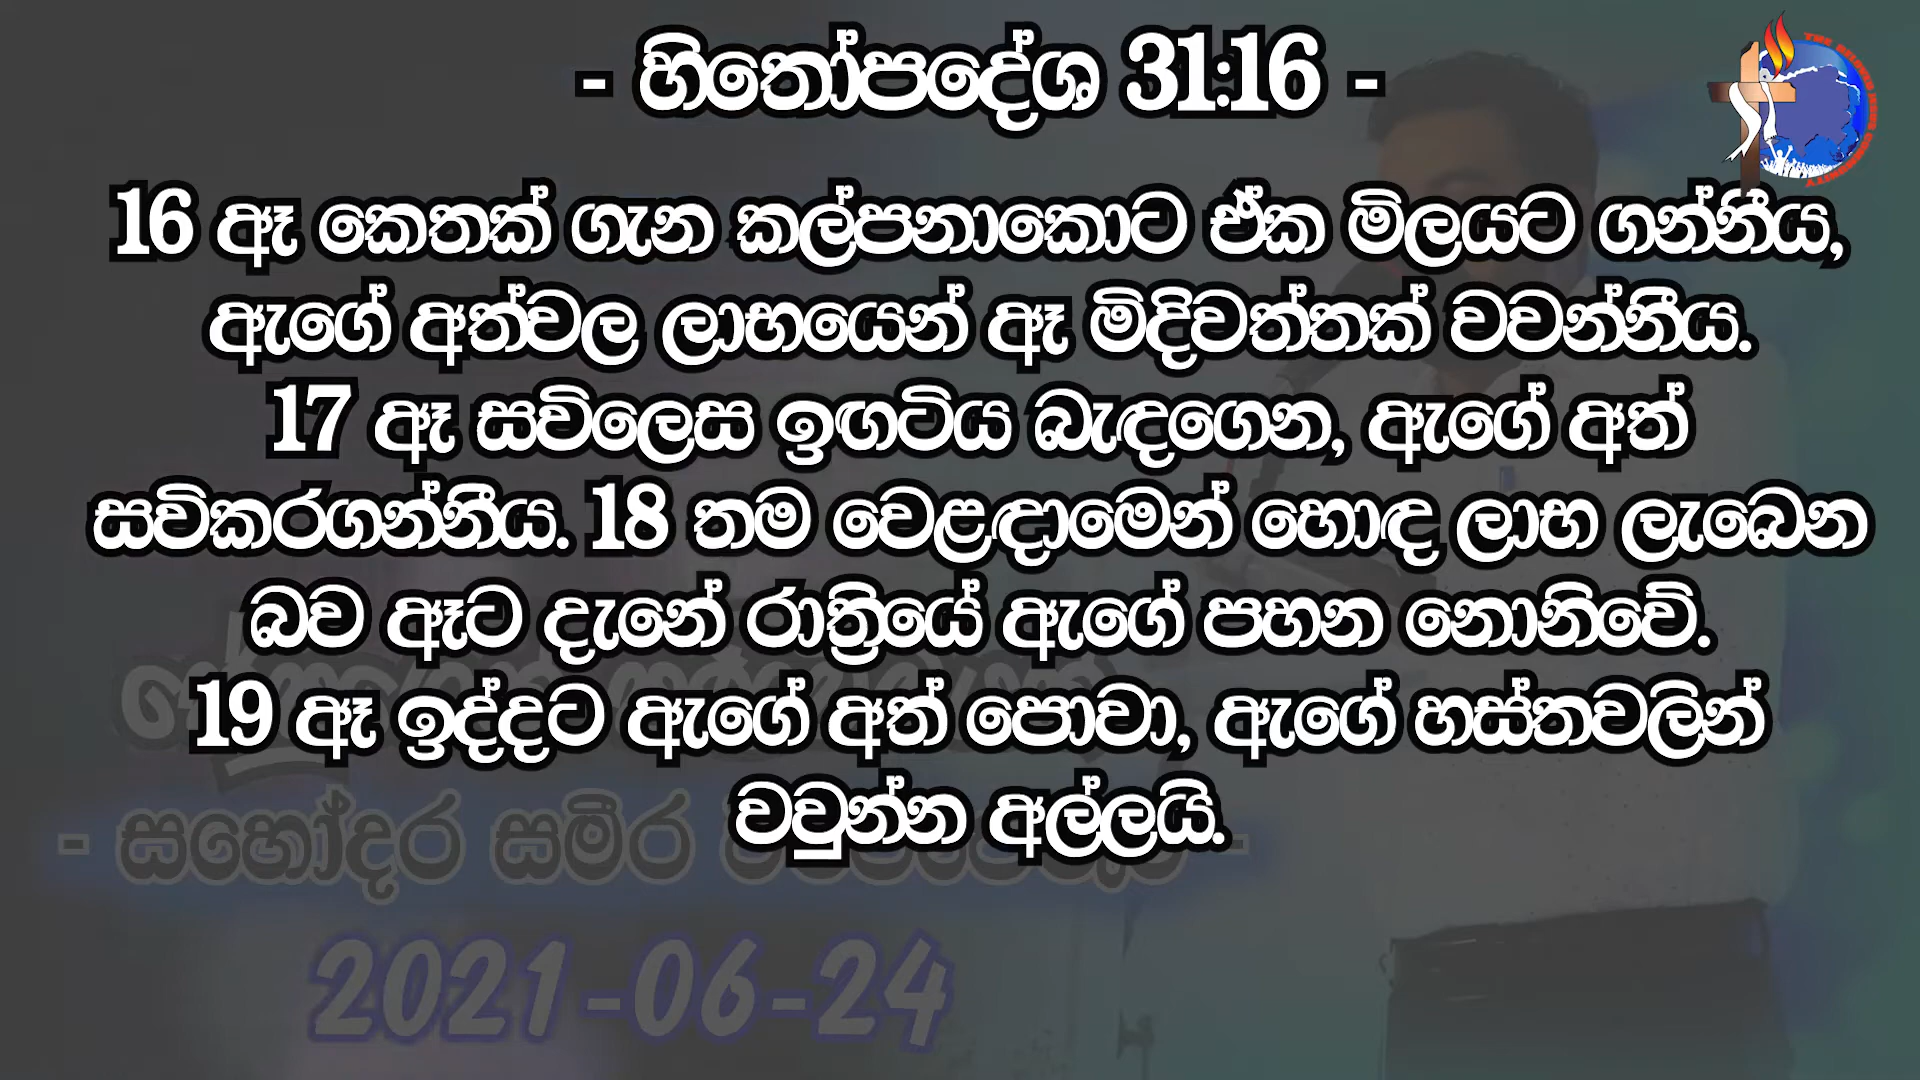 - හිතෝපදේශ 31:16 -
16 ඈ කෙතක් ගැන කල්පනාකොට ඒක මිලයට ගන්නීය,
ඇගේ අත්වල ලාභයෙන් ඈ මිදිවත්තක් වවන්නීය.
17 ඈ සවිලෙස ඉඟටිය බැඳගෙන, ඇගේ අත්
සවිකරගන්නීය. 18 තම වෙළඳාමෙන් හොඳ ලාභ ලැබෙන
බව ඈට දැනේ රාත්‍රියේ ඇගේ පහන නොනිවේ.
19 ඈ ඉද්දට ඇගේ අත් පොවා, ඇගේ හස්තවලින්
වවුන්න අල්ලයි.
- සහෝදර සමීර
2021-06-24